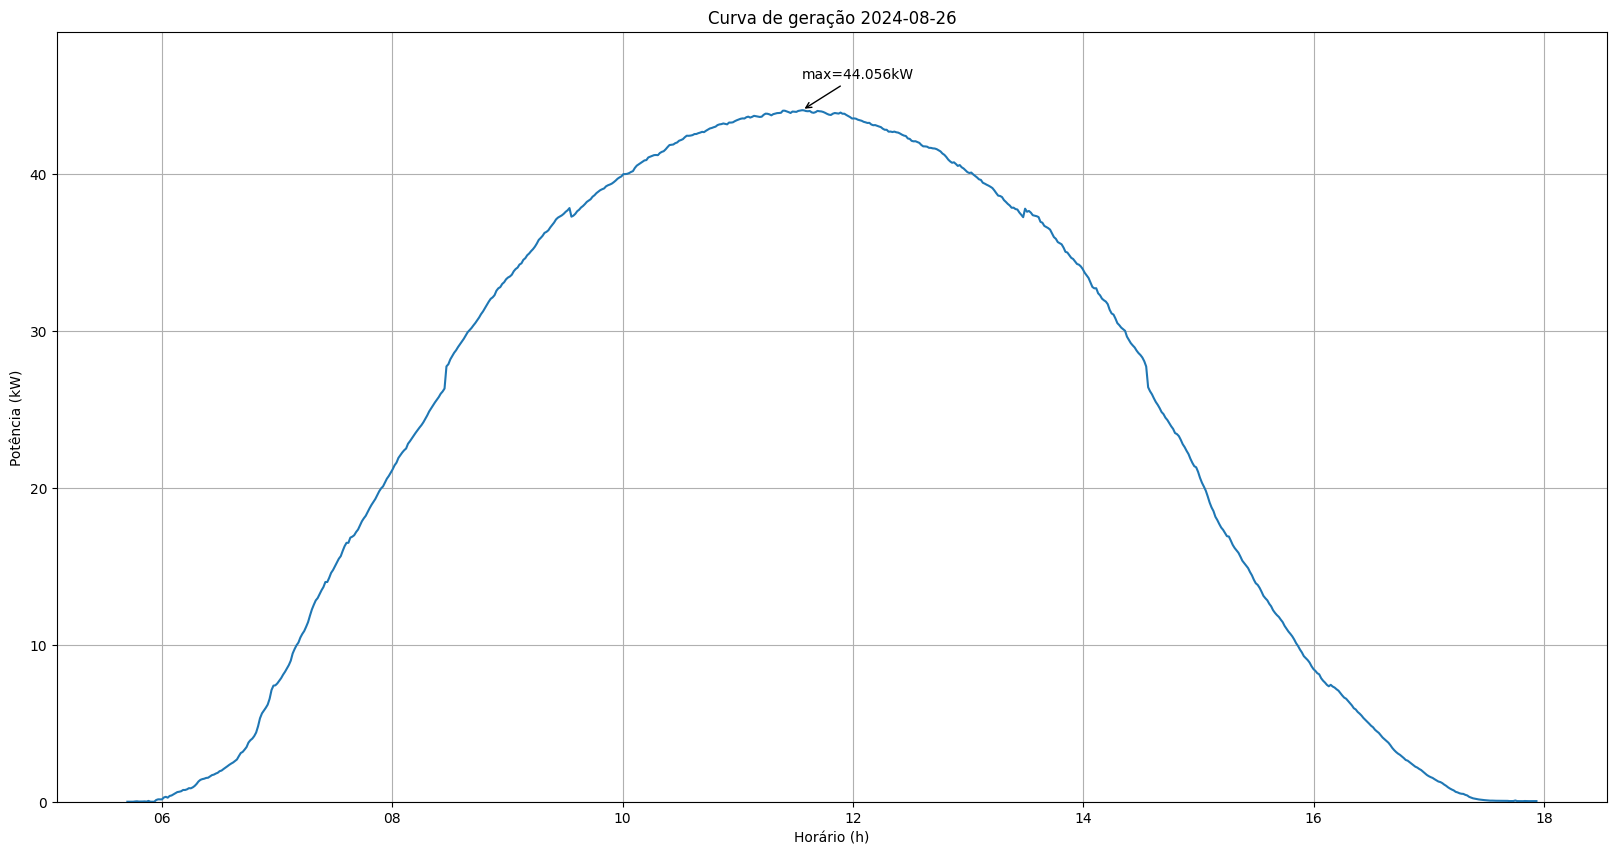 Curva de geração 2024-08-26
max=44.056kW
Potência (kW)
40
30
20
10
0
06 08 10 12 14 16 18
Horário (h)